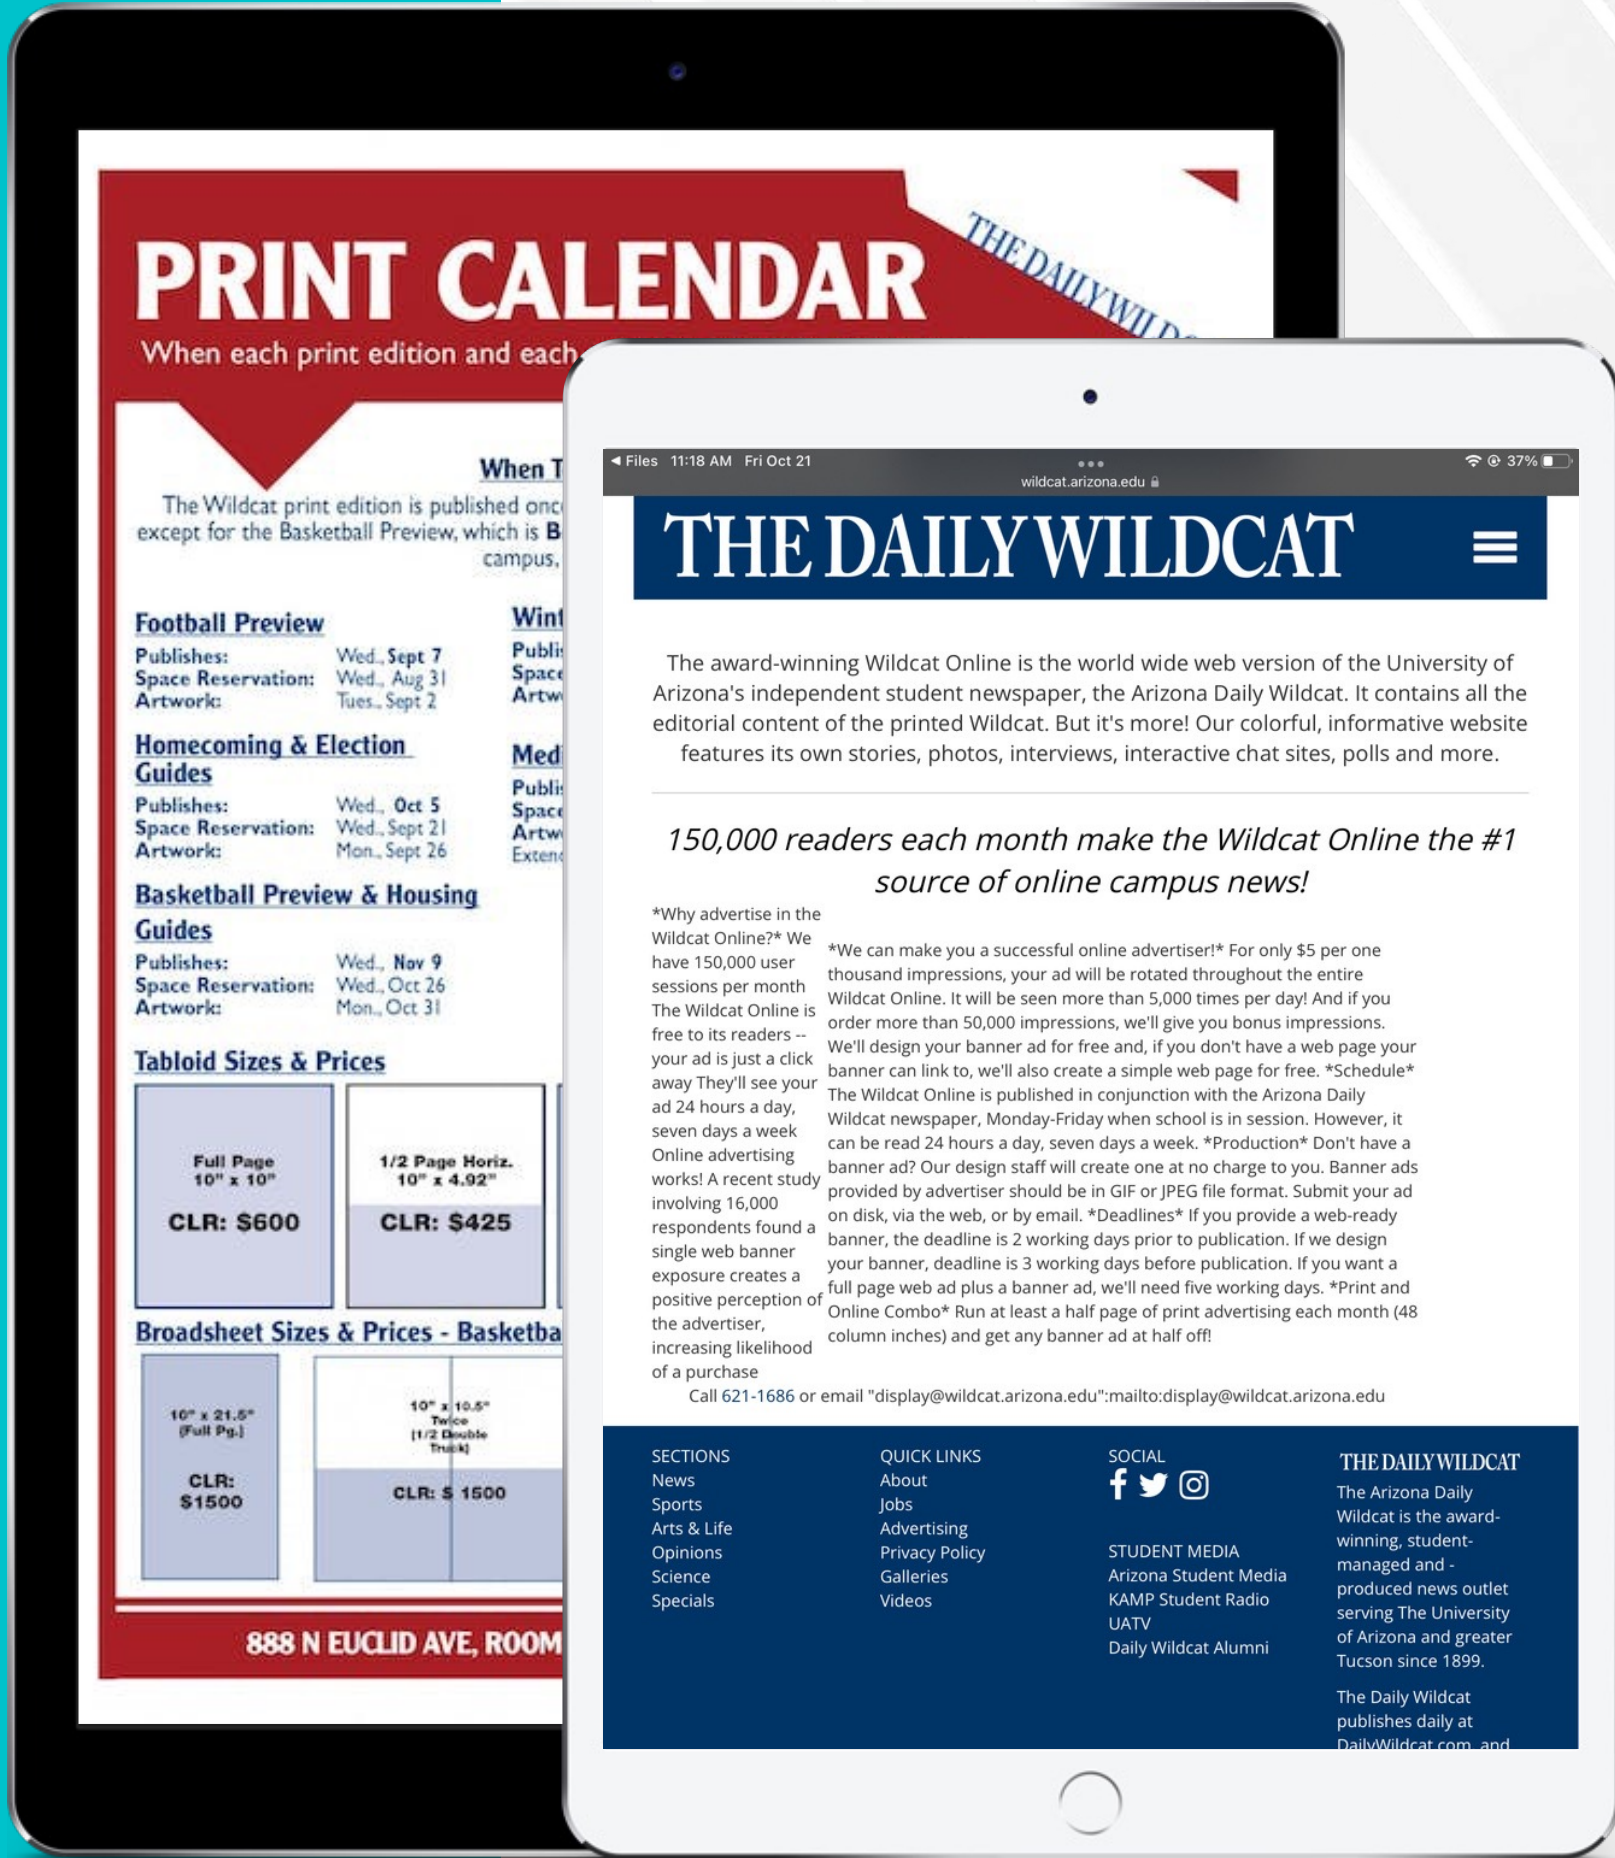 PRINT CALENDAR
When each print edition and each
THE DAILY WILD
When T
The Wildcat print edition is published onc
except for the Basketball Preview, which is B
campus,
Football Preview
Publishes: Wed., Sept 7
Space Reservation: Wed., Aug 31
Artwork: Tues., Sept 2
Homecoming & Election
Guides
Publishes: Wed., Oct 5
Space Reservation: Wed., Sept 21
Artwork: Mon., Sept 26
Basketball Preview & Housing
Guides
Publishes: Wed., Nov 9
Space Reservation: Wed., Oct 26
Artwork: Mon., Oct 31
Wint
Publis
Space
Artw
Medi
Publis
Space
Artw
Exten
Tabloid Sizes & Prices
Full Page
10" x 10"
CLR: $600
1/2 Page Horiz.
10" x 4.92"
CLR: $425
Broadsheet Sizes & Prices - Basketba
10" x 21.5"
(Full Pg.)
CLR:
$1500
10" x 10.5"
Twice
(1/2 Double
Truck)
CLR: $ 1500
888 N EUCLID AVE, ROOM
Files 11:18 AM Fri Oct 21
wildcat.arizona.edu
37%
THE DAILY WILDCAT
The award-winning Wildcat Online is the world wide web version of the University of
Arizona's independent student newspaper, the Arizona Daily Wildcat. It contains all the
editorial content of the printed Wildcat. But it's more! Our colorful, informative website
features its own stories, photos, interviews, interactive chat sites, polls and more.
150,000 readers each month make the Wildcat Online the #1
source of online campus news!
*Why advertise in the
Wildcat Online?* We
have 150,000 user
sessions per month
The Wildcat Online is
free to its readers --
your ad is just a click
away They'll see your
ad 24 hours a day,
seven days a week
Online advertising
works! A recent study
involving 16,000
respondents found a
single web banner
exposure creates a
positive perception of
the advertiser,
increasing likelihood
of a purchase
*We can make you a successful online advertiser!* For only $5 per one
thousand impressions, your ad will be rotated throughout the entire
Wildcat Online. It will be seen more than 5,000 times per day! And if you
order more than 50,000 impressions, we'll give you bonus impressions.
We'll design your banner ad for free and, if you don't have a web page your
banner can link to, we'll also create a simple web page for free. *Schedule*
The Wildcat Online is published in conjunction with the Arizona Daily
Wildcat newspaper, Monday-Friday when school is in session. However, it
can be read 24 hours a day, seven days a week. *Production* Don't have a
banner ad? Our design staff will create one at no charge to you. Banner ads
provided by advertiser should be in GIF or JPEG file format. Submit your ad
on disk, via the web, or by email. *Deadlines* If you provide a web-ready
banner, the deadline is 2 working days prior to publication. If we design
your banner, deadline is 3 working days before publication. If you want a
full page web ad plus a banner ad, we'll need five working days. *Print and
Online Combo* Run at least a half page of print advertising each month (48
column inches) and get any banner ad at half off!
Call 621-1686 or email "display@wildcat.arizona.edu":mailto:display@wildcat.arizona.edu
SECTIONS
News
Sports
Arts & Life
Opinions
Science
Specials
QUICK LINKS
About
Jobs
Advertising
Privacy Policy
Galleries
Videos
SOCIAL
STUDENT MEDIA
Arizona Student Media
KAMP Student Radio
UATV
Daily Wildcat Alumni
THE DAILY WILDCAT
The Arizona Daily
Wildcat is the award-
winning, student-
managed and -
produced news outlet
serving The University
of Arizona and greater
Tucson since 1899.
The Daily Wildcat
publishes daily at
DailyWildcat.com, and